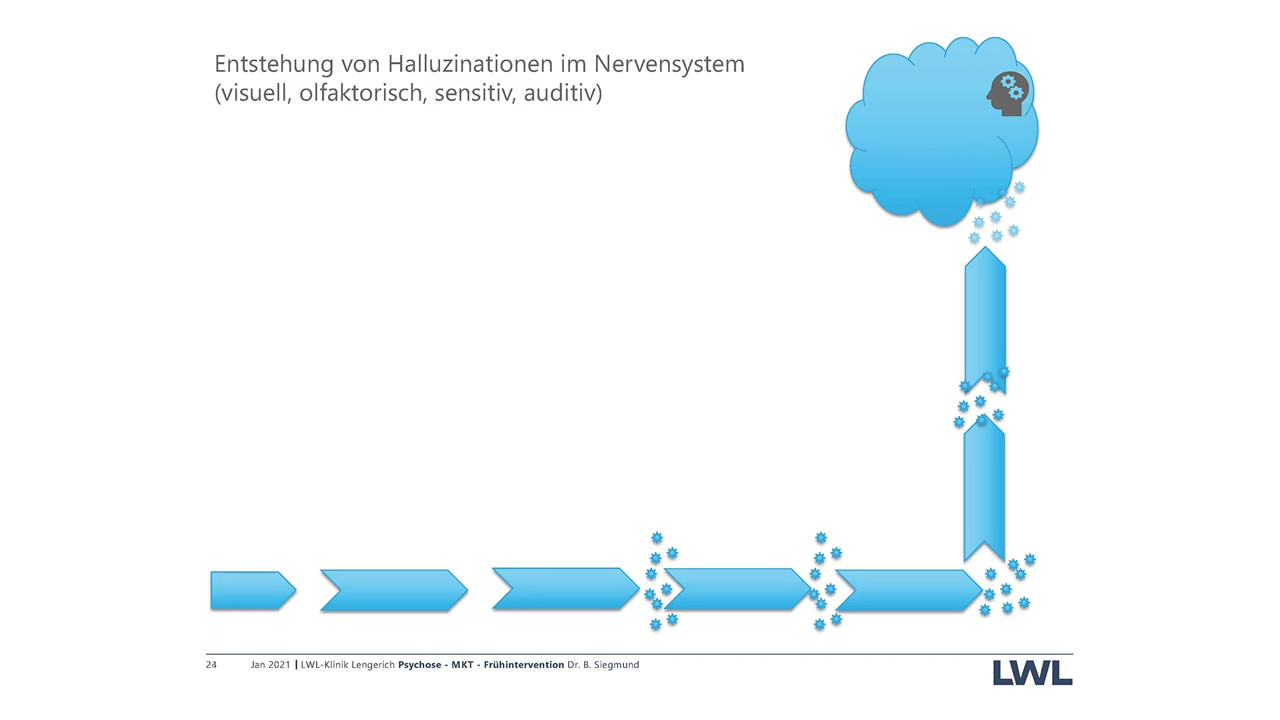 Entstehung von Halluzinationen im Nervensystem
(visuell, olfaktorisch, sensitiv, auditiv)
24 Jan 2021 | LWL-Klinik Lengerich Psychose - MKT - Frühintervention Dr. B. Siegmund
LWL